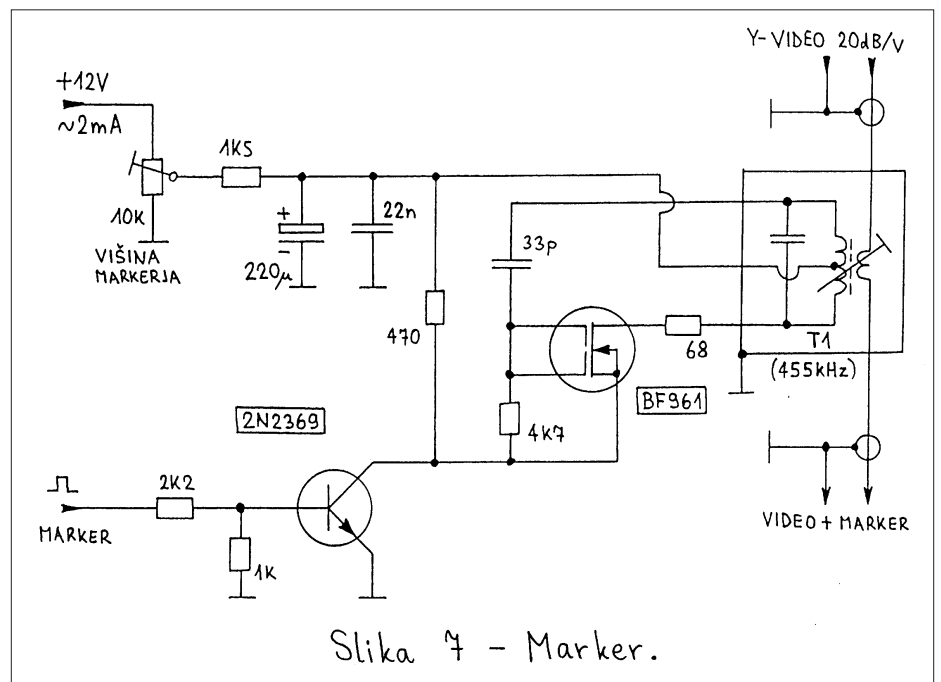 Y-VIDEO 20dB/V
+12V
~2mA
1K5
10K
VIŠINA
MARKERJA
+
-
220µ
22n
33p
470
68
T1
(455kHz)
BF961
2N2369
4K7
2K2
MARKER
1K
VIDEO + MARKER
Slika 7 - Marker.